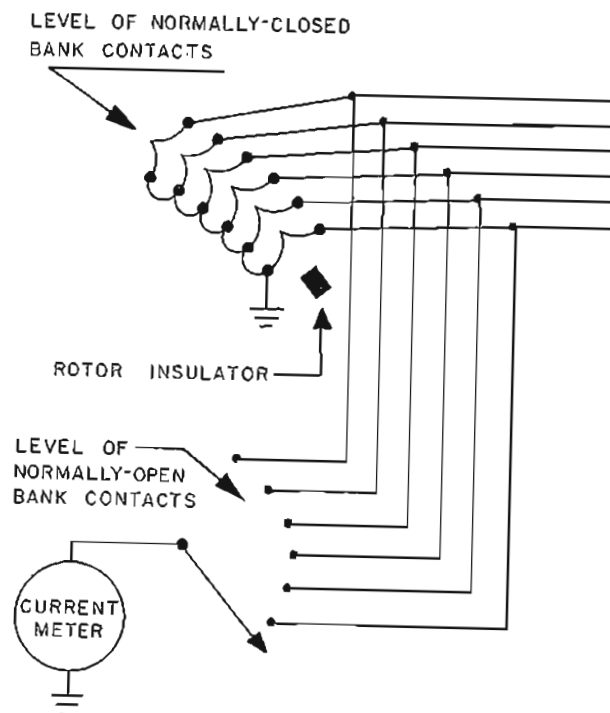 LEVEL OF NORMALLY-CLOSED
BANK CONTACTS
ROTOR INSULATOR
LEVEL OF
NORMALLY-OPEN
BANK CONTACTS
CURRENT
METER